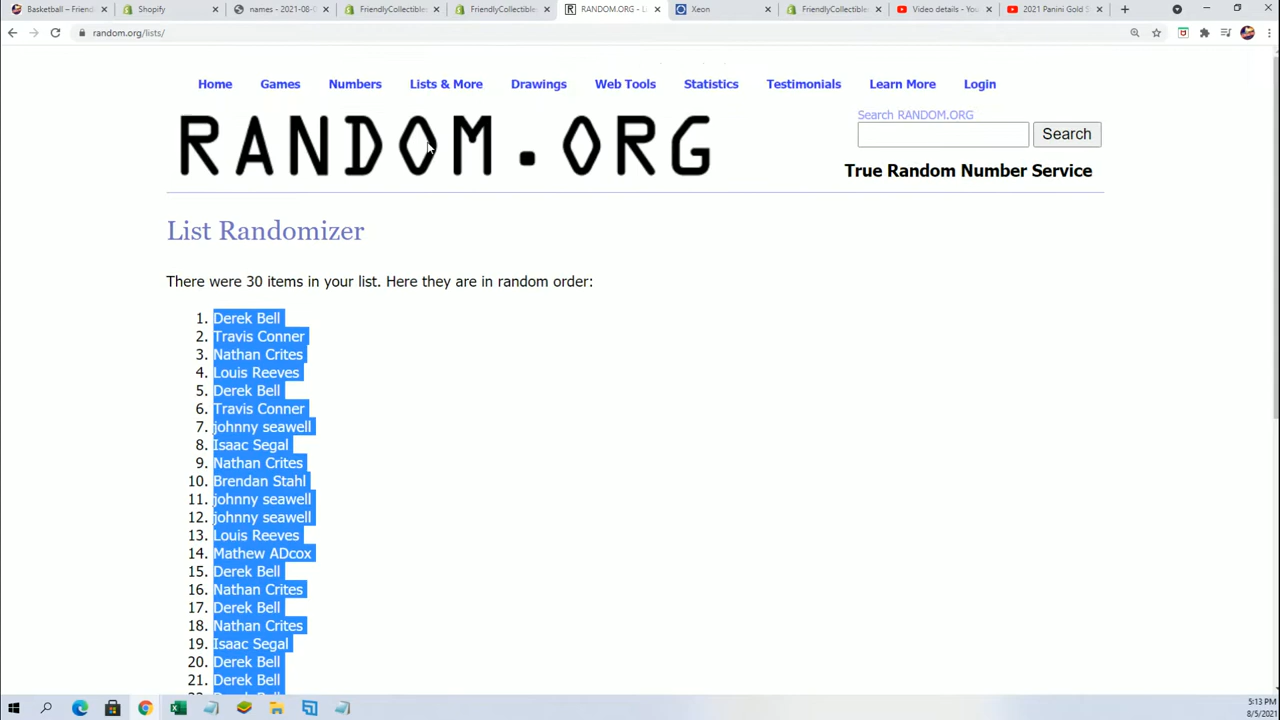 Basketball – Friend
Shopify
names - 2021-08-0
FriendlyCollectibles
FriendlyCollectibles
RANDOM.ORG - Li
Xeon
FriendlyCollectibles
Video details - You
2021 Panini Gold S
random.org/lists/
Home Games Numbers Lists & More Drawings Web Tools Statistics Testimonials Learn More Login
RANDOM.ORG
Search RANDOM.ORG
Search
True Random Number Service
List Randomizer
There were 30 items in your list. Here they are in random order:
1. Derek Bell
2. Travis Conner
3. Nathan Crites
4. Louis Reeves
5. Derek Bell
6. Travis Conner
7. johnny seawell
8. Isaac Segal
9. Nathan Crites
10. Brendan Stahl
11. johnny seawell
12. johnny seawell
13. Louis Reeves
14. Mathew ADcox
15. Derek Bell
16. Nathan Crites
17. Derek Bell
18. Nathan Crites
19. Isaac Segal
20. Derek Bell
21. Derek Bell
5:13 PM
8/5/2021